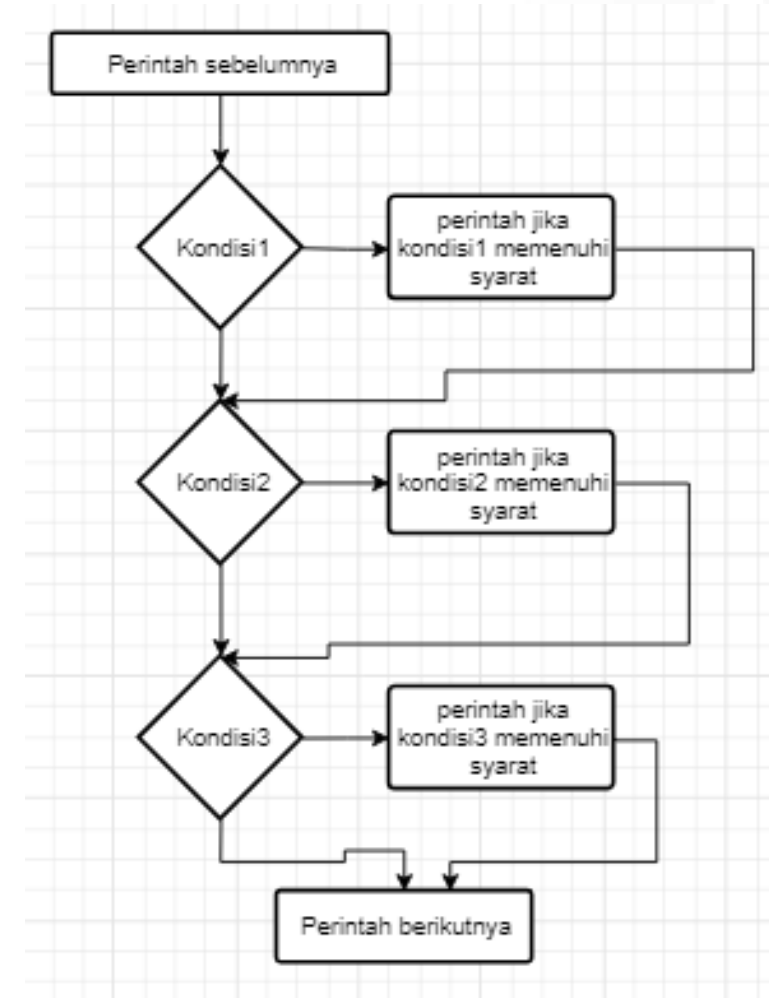 Perintah sebelumnya
Kondisi1
perintah jika
kondisi1 memenuhi
syarat
Kondisi2
perintah jika
kondisi2 memenuhi
syarat
Kondisi3
perintah jika
kondisi3 memenuhi
syarat
Perintah berikutnya